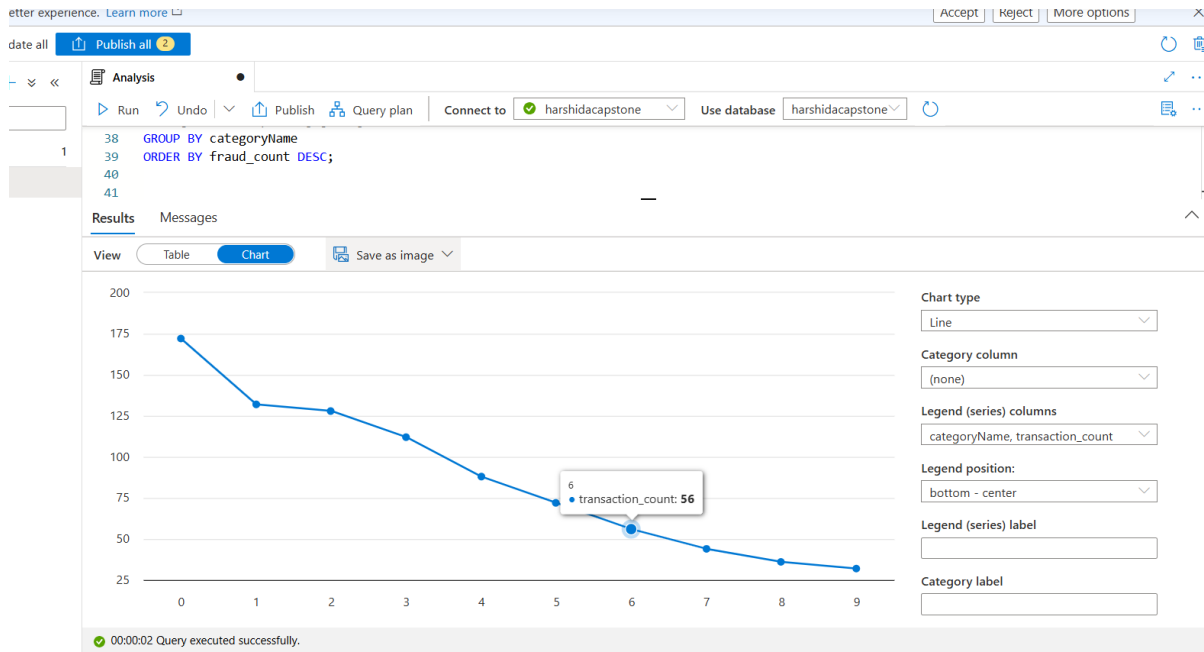 etter experience. Learn more
Accept Reject More options
date all Publish all 2
Analysis
Run Undo Publish Query plan Connect to harshidacapstone Use database harshidacapstone
1
38 GROUP BY categoryName
39 ORDER BY fraud_count DESC;
40
41
Results Messages
View Table Chart Save as image
200
175
150
125
100
75
50
25
0 1 2 3 4 5 6 7 8 9
6
transaction_count: 56
Chart type
Line
Category column
(none)
Legend (series) columns
categoryName, transaction_count
Legend position:
bottom - center
Legend (series) label
Category label
00:00:02 Query executed successfully.